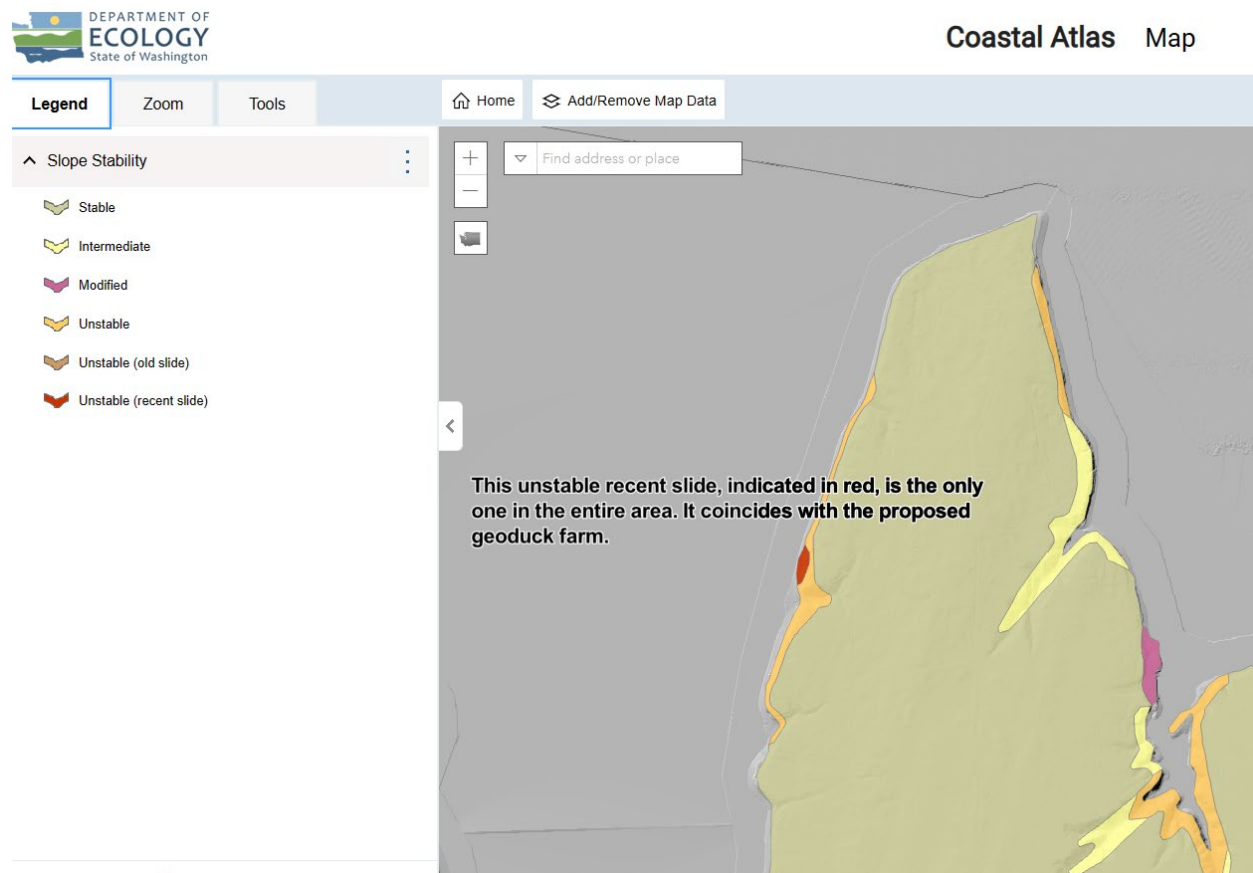 DEPARTMENT OF
ECOLOGY
State of Washington
Coastal Atlas Map
Legend
Zoom
Tools
Home
Add/Remove Map Data
Slope Stability
Stable
Intermediate
Modified
Unstable
Unstable (old slide)
Unstable (recent slide)
Find address or place
This unstable recent slide, indicated in red, is the only
one in the entire area. It coincides with the proposed
geoduck farm.